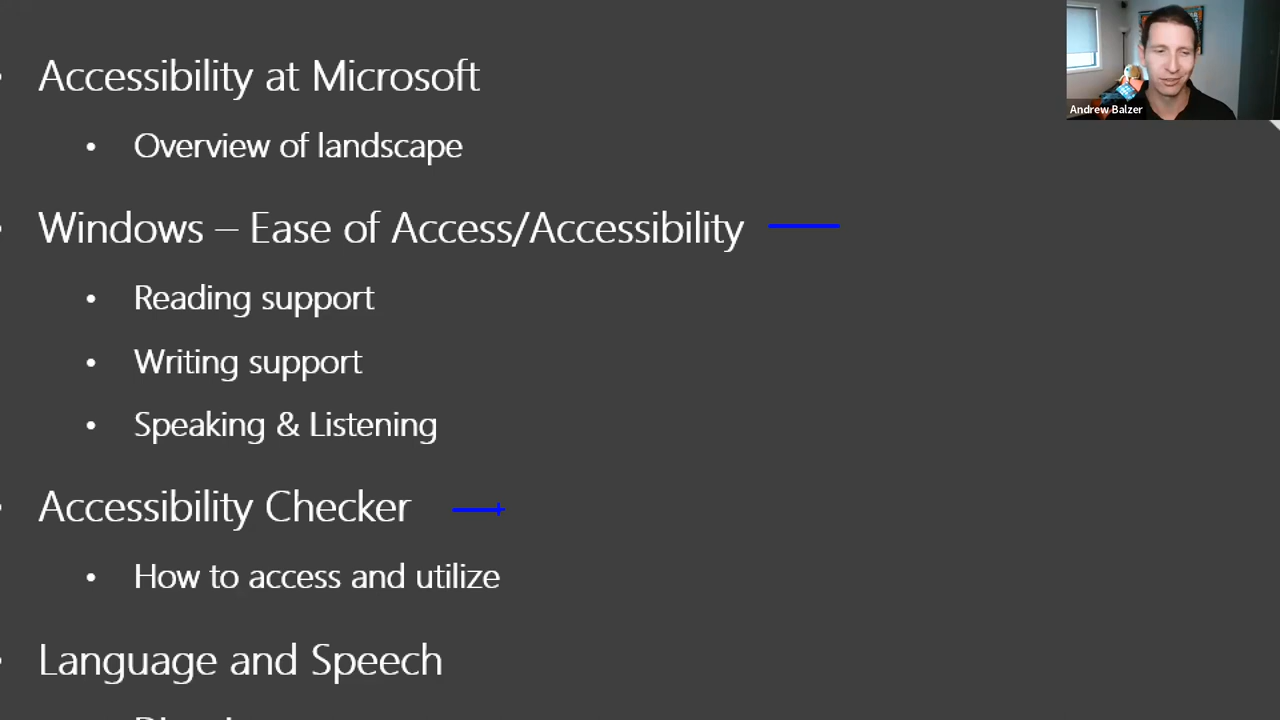 • Accessibility at Microsoft
Andrew Balzer
• Overview of landscape
• Windows – Ease of Access/Accessibility
• Reading support
• Writing support
• Speaking & Listening
• Accessibility Checker
• How to access and utilize
• Language and Speech